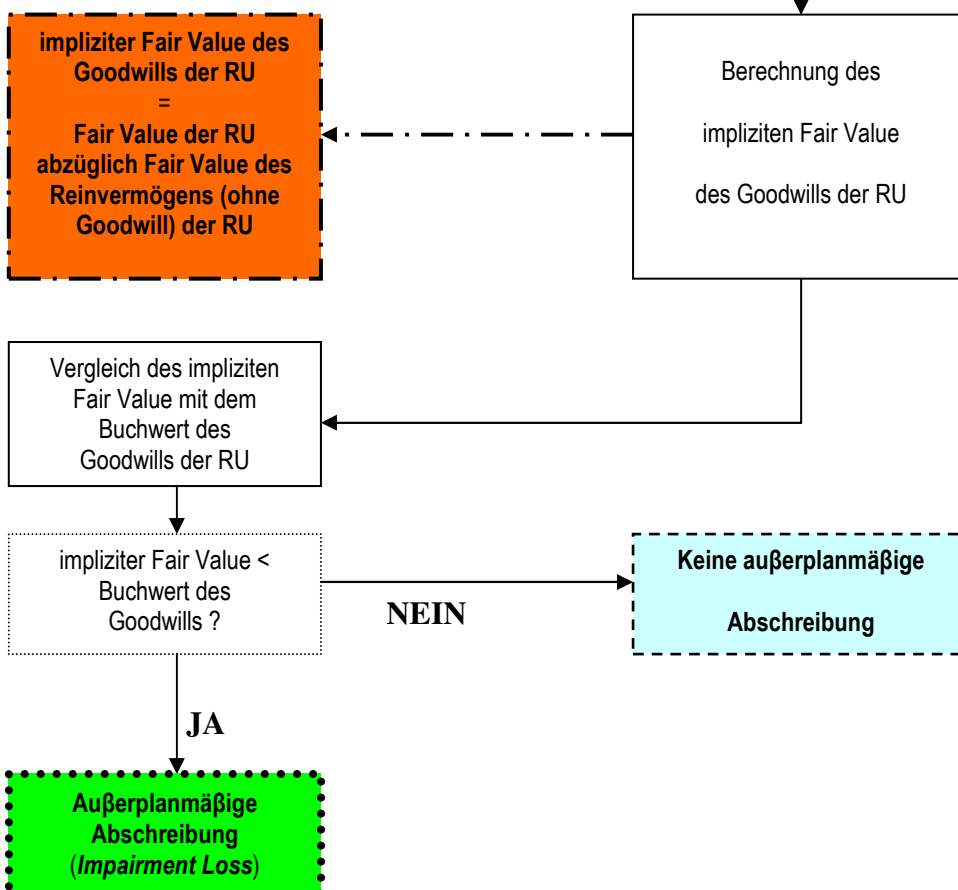 impliziter Fair Value des
Goodwills der RU
=
Fair Value der RU
abzüglich Fair Value des
Reinvermögens (ohne
Goodwill) der RU
Berechnung des
impliziten Fair Value
des Goodwills der RU
Vergleich des impliziten
Fair Value mit dem
Buchwert des
Goodwills der RU
impliziter Fair Value <
Buchwert des
Goodwills ?
NEIN
Keine außerplanmäßige
Abschreibung
JA
Außerplanmäßige
Abschreibung
(Impairment Loss)